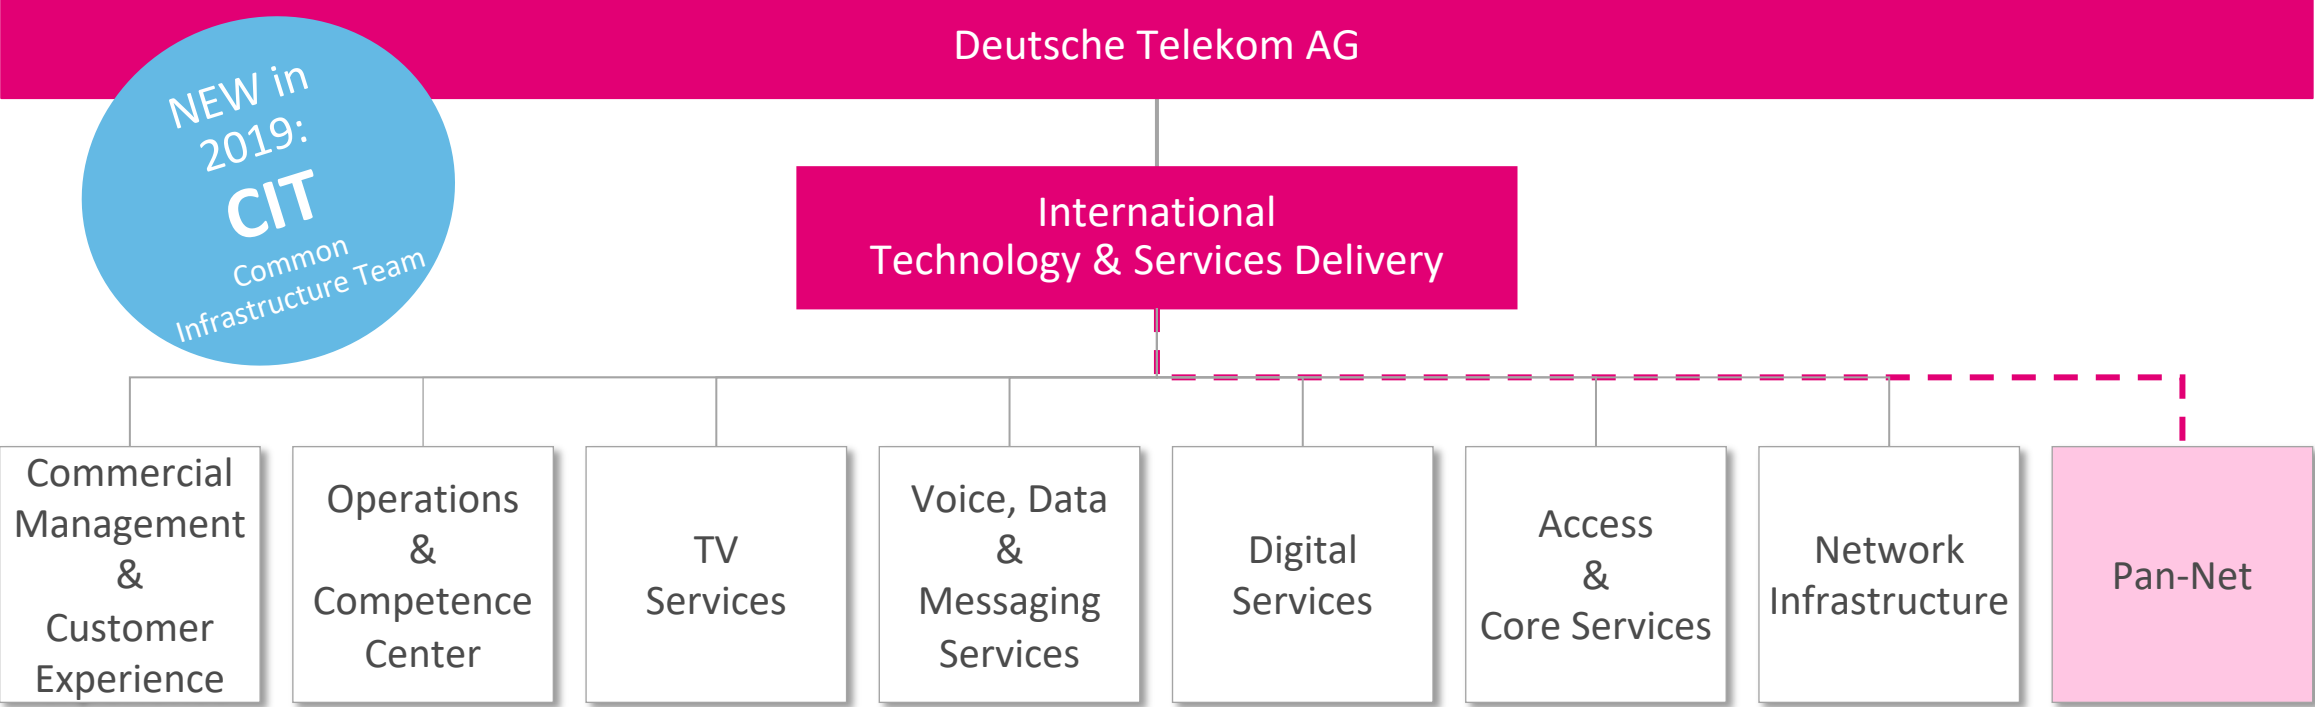 Deutsche Telekom AG
NEW in
2019:
CIT
Common
Infrastructure Team
International
Technology & Services Delivery
Commercial
Management
&
Customer
Experience
Operations
&
Competence
Center
TV
Services
Voice, Data
&
Messaging
Services
Digital
Services
Access
&
Core Services
Network
Infrastructure
Pan-Net